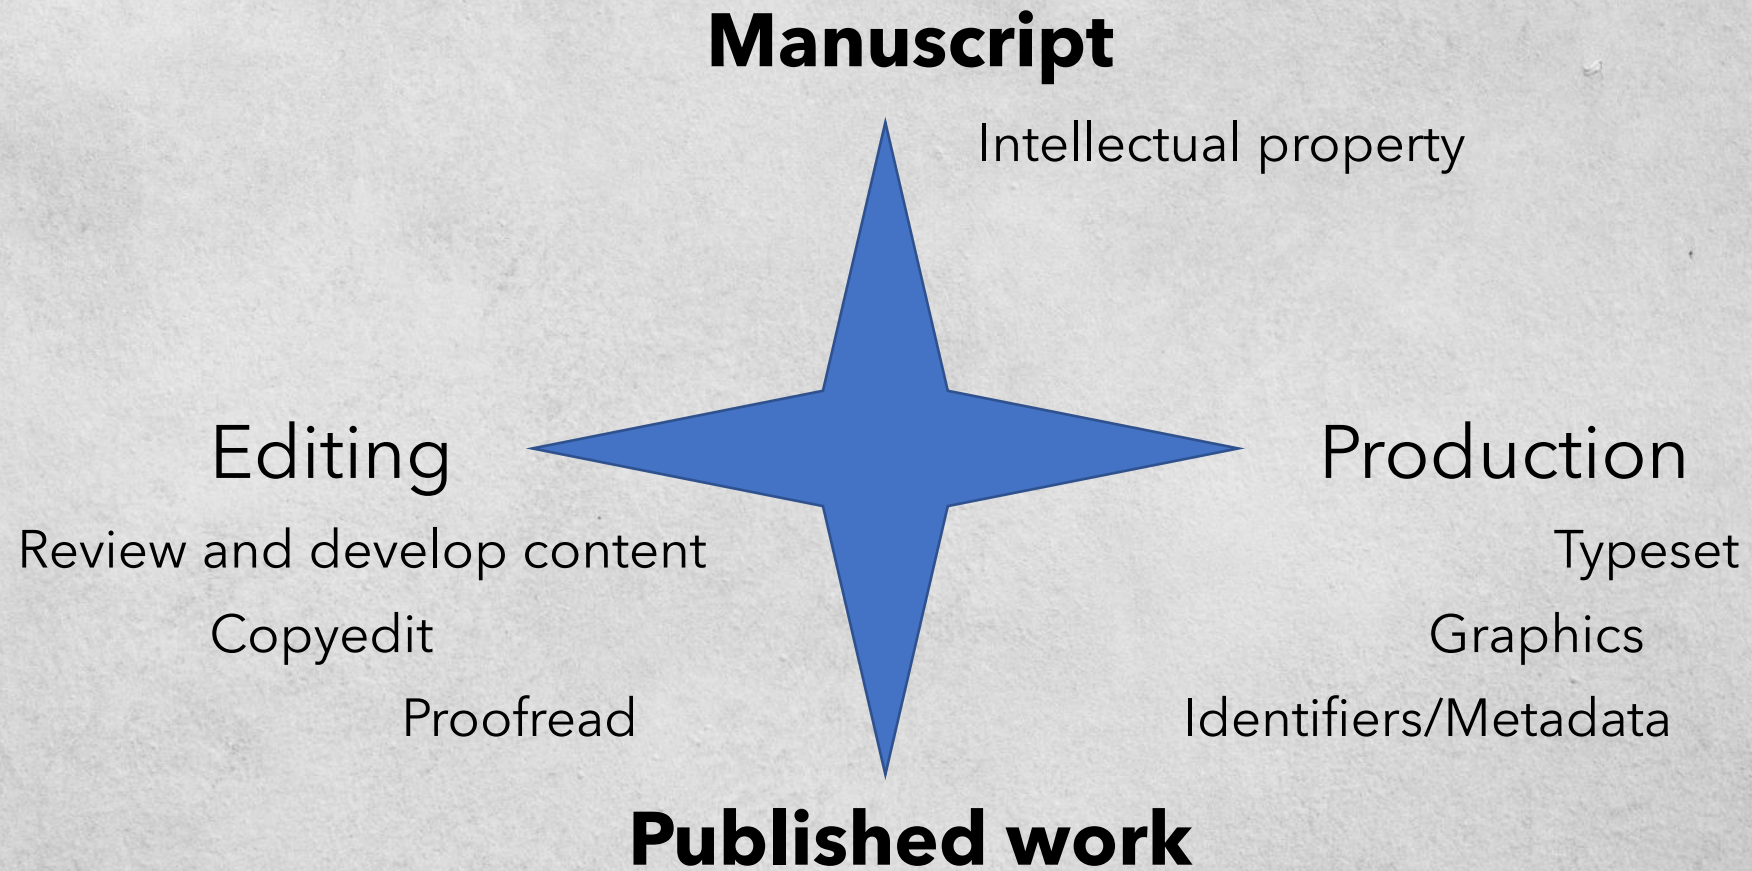 Manuscript
Intellectual property
Editing
Review and develop content
Copyedit
Proofread
Production
Typeset
Graphics
Identifiers/Metadata
Published work